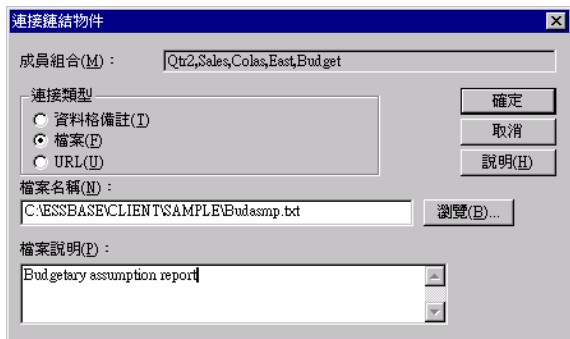 連接鏈結物件
成員組合(M)：
Qtr2,Sales,Colas,East,Budget
連接類型
資料格備註(T)
檔案(F)
URL(U)
確定
取消
說明(H)
檔案名稱(N)：
C:\ESSBASE\CLIENT\SAMPLE\Budasmp.txt
瀏覽(B)...
檔案說明(P)：
Budgetary assumption report